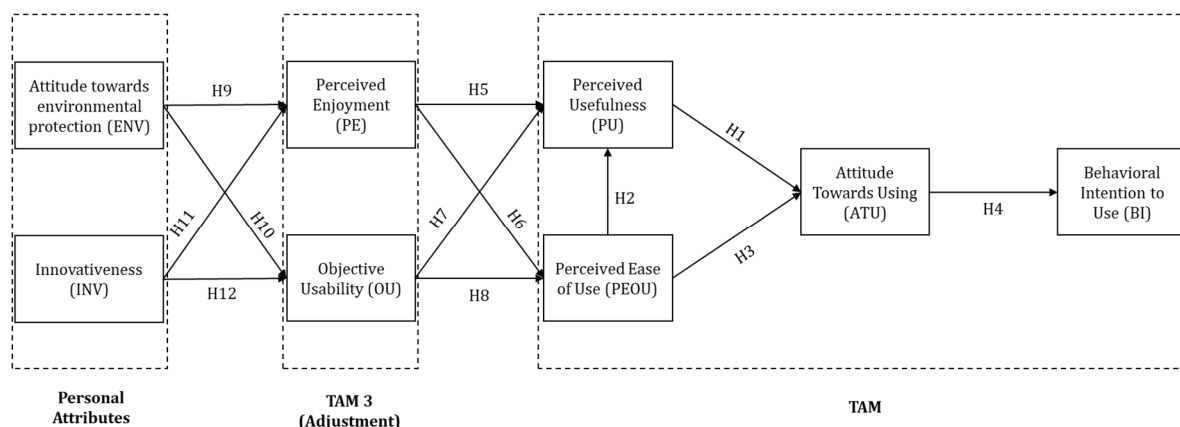 Attitude towards
environmental
protection (ENV)
H9
Perceived
Enjoyment
(PE)
H5
Perceived
Usefulness
(PU)
H1
H11
H10
H7
H6
H2
Attitude
Towards Using
(ATU)
H4
Behavioral
Intention to
Use (BI)
Innovativeness
(INV)
H12
Objective
Usability (OU)
H8
Perceived Ease
of Use (PEOU)
H3
Personal
Attributes
TAM 3
(Adjustment)
TAM